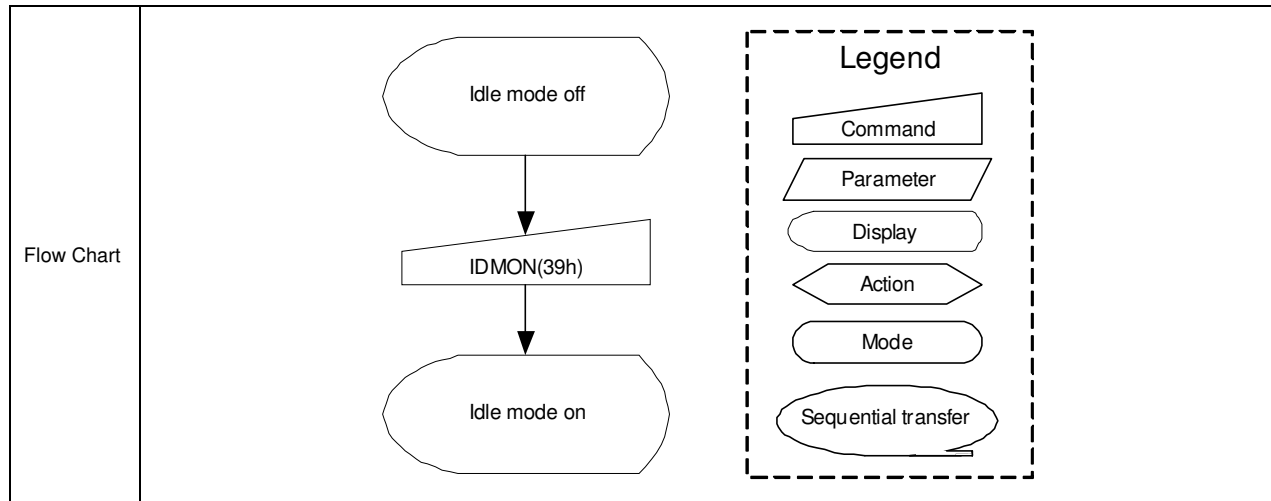 Flow Chart
Idle mode off
IDMON(39h)
Idle mode on
Legend
Command
Parameter
Display
Action
Mode
Sequential transfer